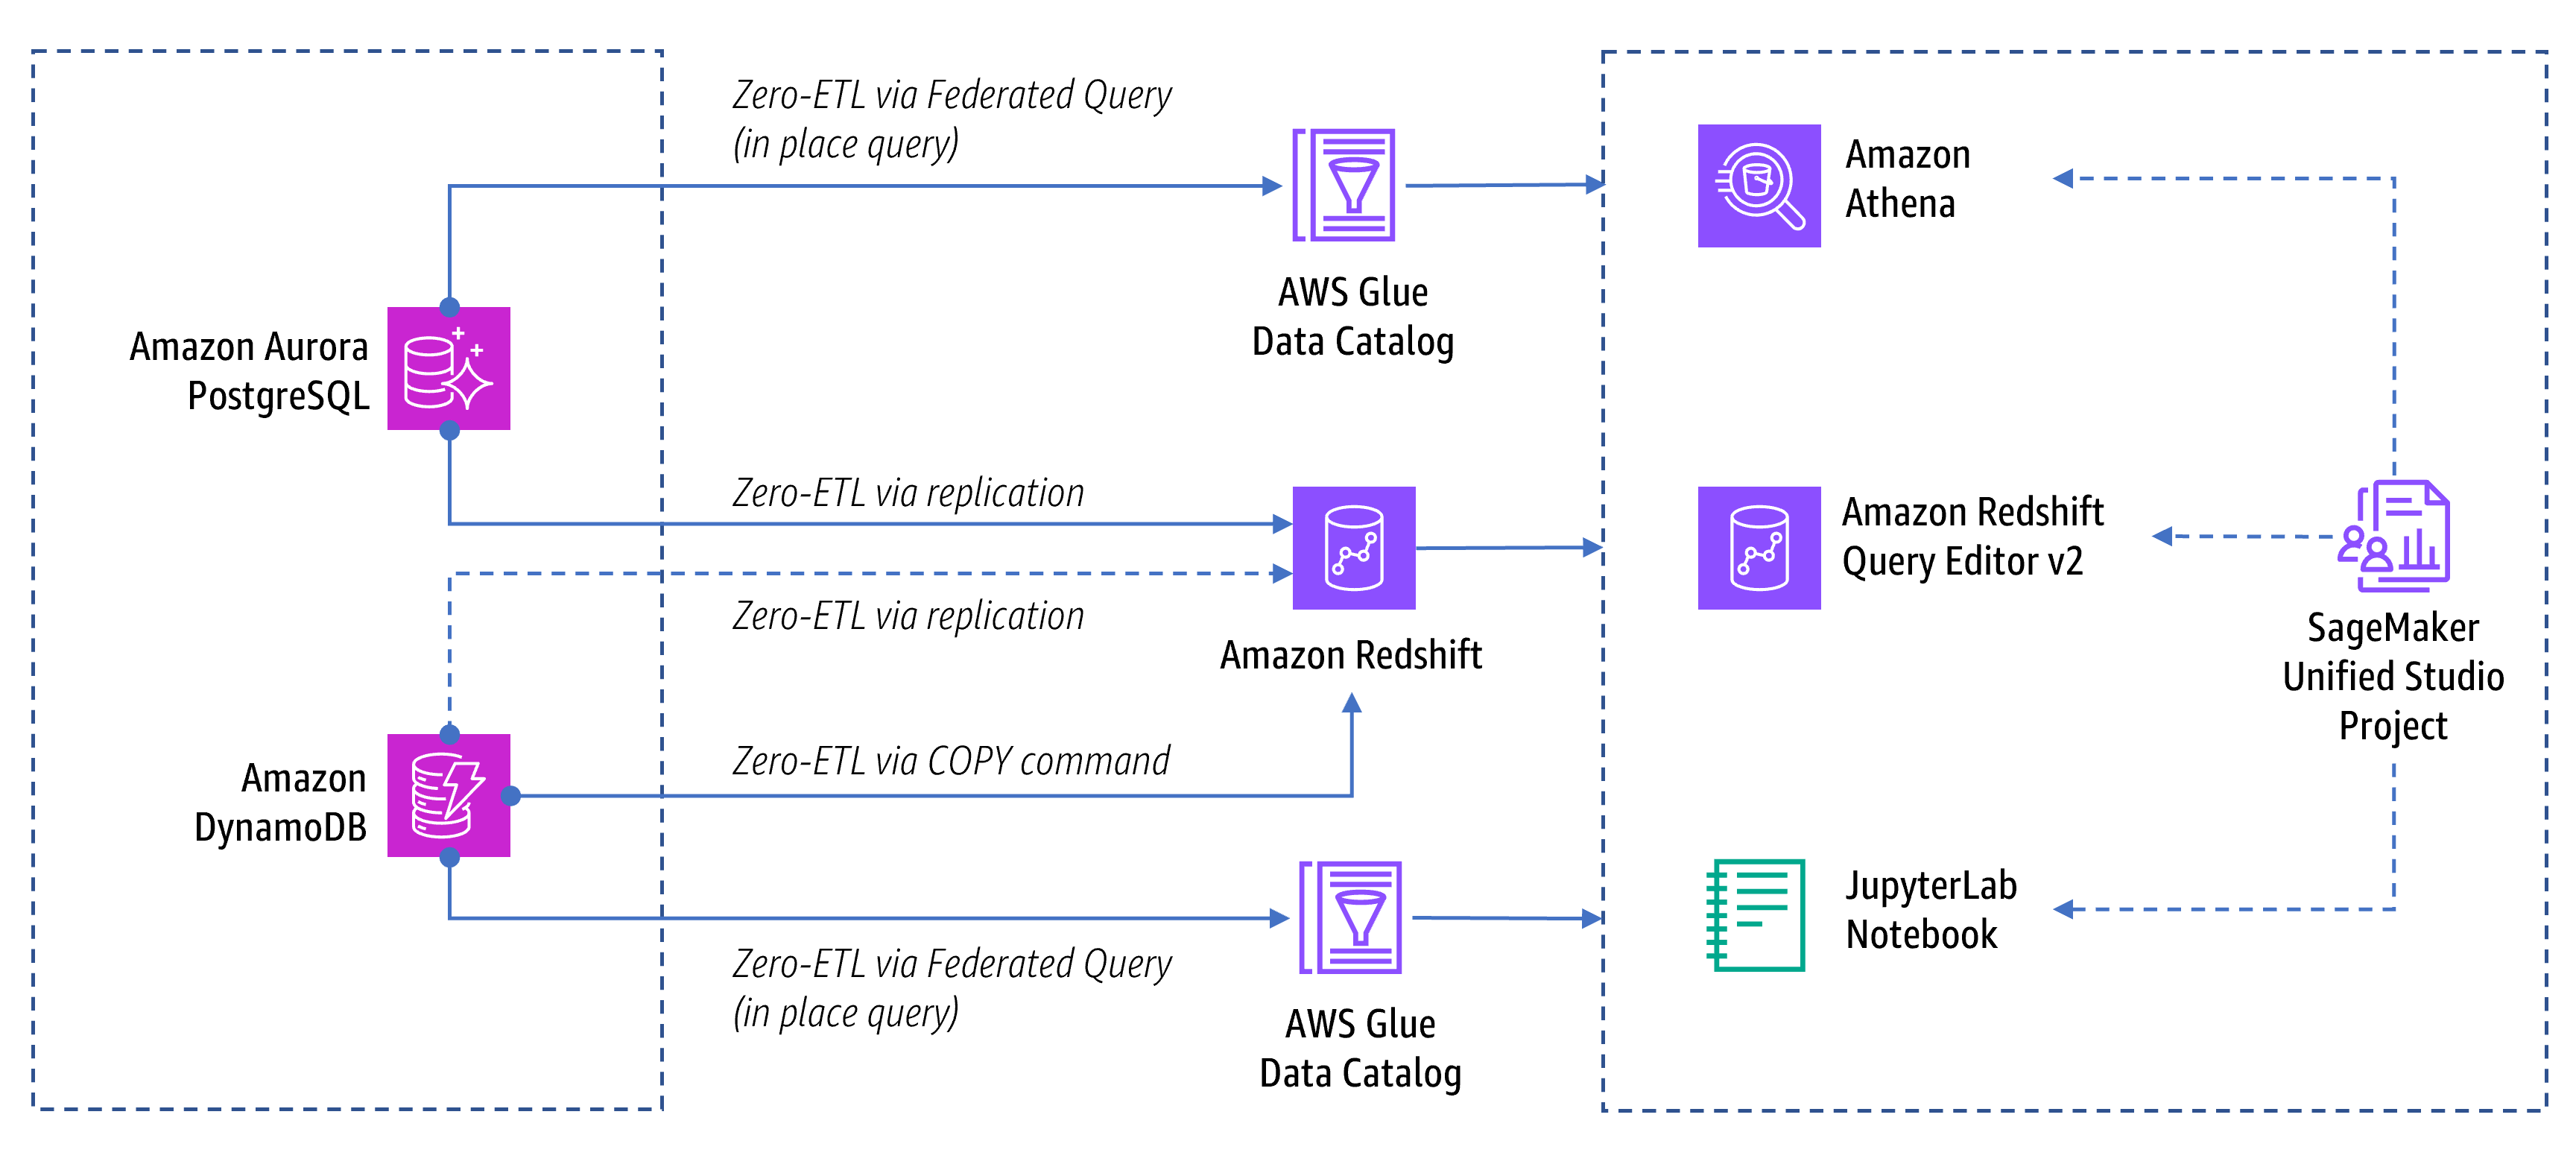 Zero-ETL via Federated Query
(in place query)
Amazon
Athena
AWS Glue
Data Catalog
Amazon Aurora
PostgreSQL
Zero-ETL via replication
Amazon Redshift
Query Editor v2
Zero-ETL via replication
Amazon Redshift
SageMaker
Unified Studio
Project
Amazon
DynamoDB
Zero-ETL via COPY command
JupyterLab
Notebook
Zero-ETL via Federated Query
(in place query)
AWS Glue
Data Catalog